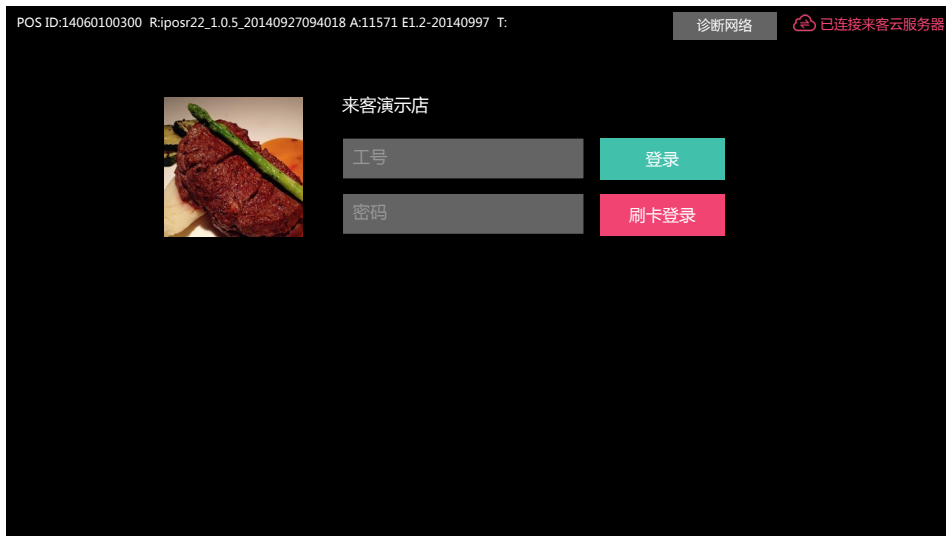 POS ID:14060100300 R:iposr22_1.0.5_20140927094018 A:11571 E1.2-20140997 T:
诊断网络
已连接来客云服务器
来客演示店
工号
登录
密码
刷卡登录